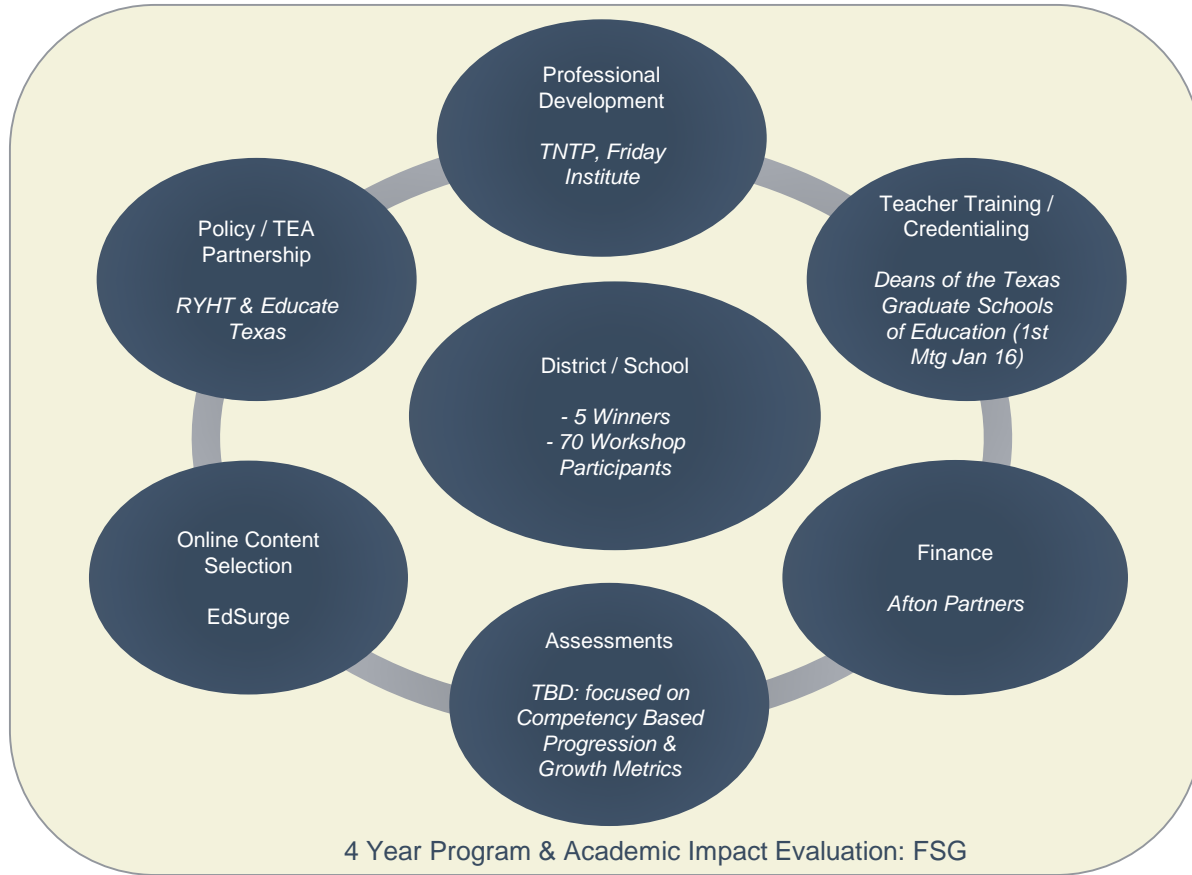 Professional
Development
TNTP, Friday
Institute
Policy / TEA
Partnership
RYHT & Educate
Texas
Teacher Training /
Credentialing
Deans of the Texas
Graduate Schools
of Education (1st
Mtg Jan 16)
District / School
- 5 Winners
- 70 Workshop
Participants
Online Content
Selection
EdSurge
Finance
Afton Partners
Assessments
TBD: focused on
Competency Based
Progression &
Growth Metrics
4 Year Program & Academic Impact Evaluation: FSG